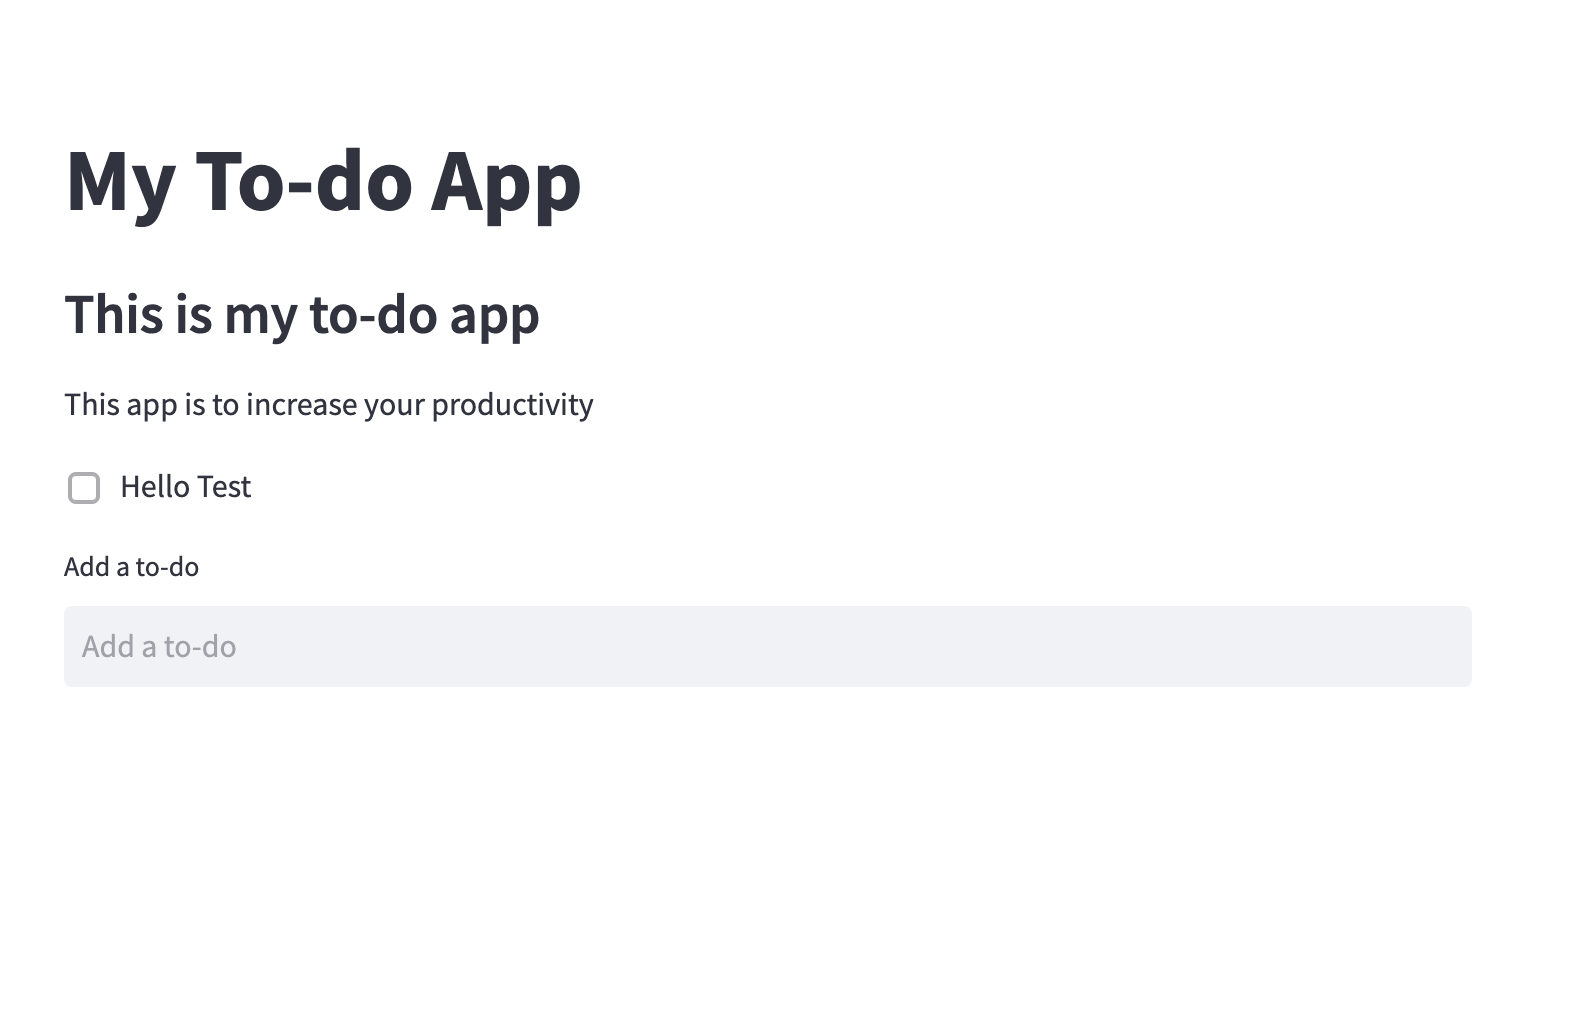 My To-do App
This is my to-do app
This app is to increase your productivity
Hello Test
Add a to-do
Add a to-do